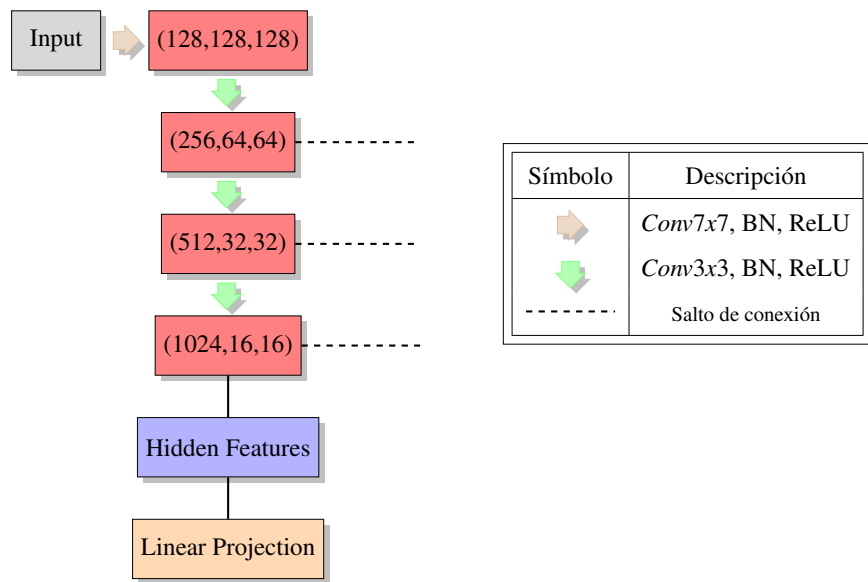 Input
(128,128,128)
(256,64,64)
(512,32,32)
(1024,16,16)
Hidden Features
Linear Projection
Símbolo Descripción
Conv7x7, BN, ReLU
Conv3x3, BN, ReLU
Salto de conexión